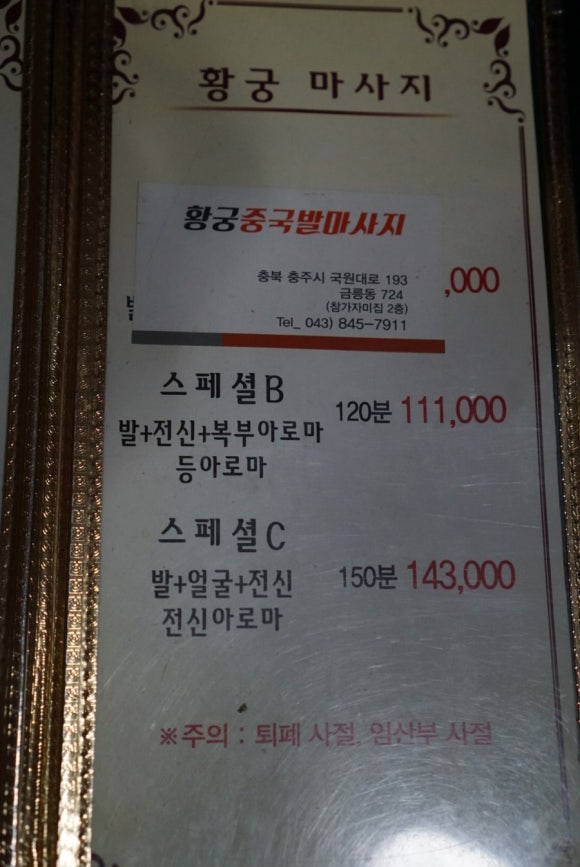 황궁 마사지
황궁중국발마사지
충북 충주시 국원대로 193
금릉동 724
(참가자미집 2층)
Tel_ 043) 845-7911
,000
스페셜B
발+전신+복부아로마
등아로마
120분 111,000
스페셜C
발+얼굴+전신
전신아로마
150분 143,000
※주의 : 퇴폐 사절, 임산부 사절